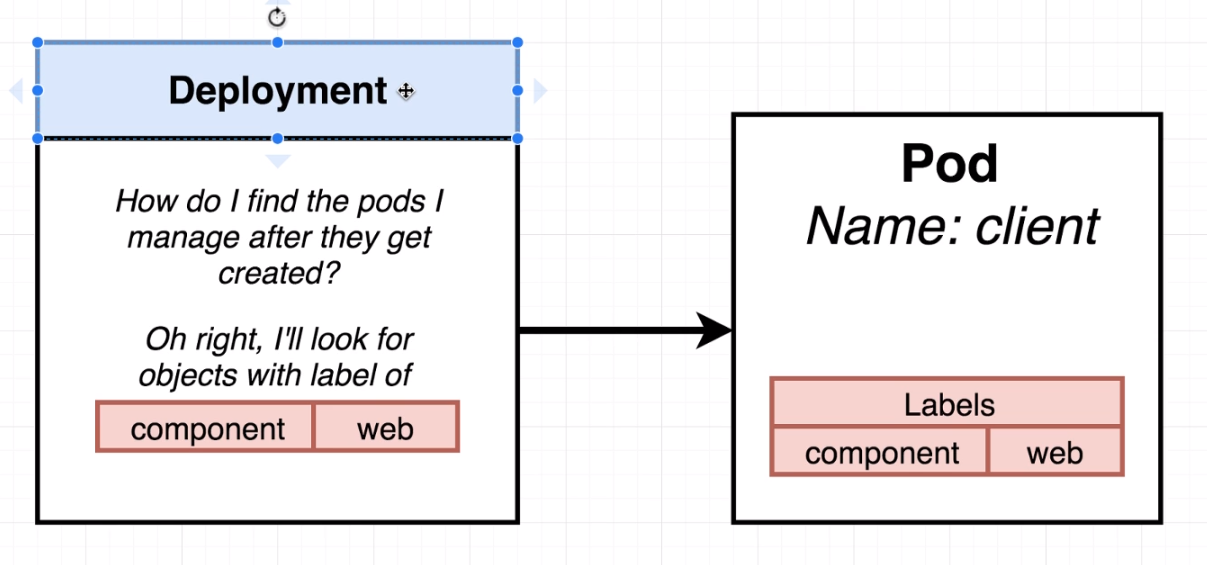 Deployment
How do I find the pods I
manage after they get
created?
Oh right, I'll look for
objects with label of
component web
Pod
Name: client
Labels
component web